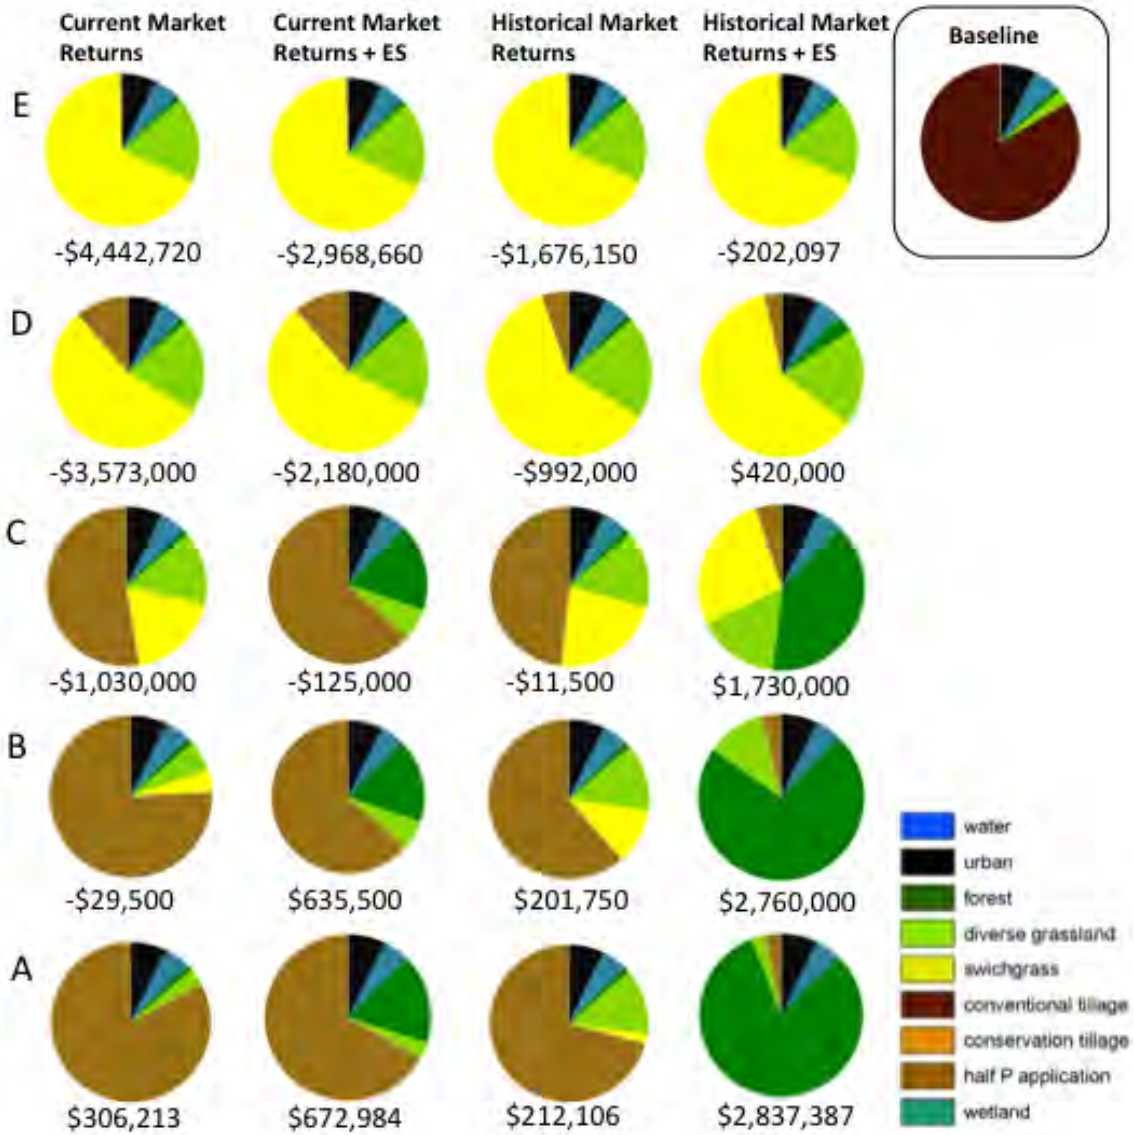 Current Market
Returns
Current Market
Returns + ES
Historical Market
Returns
Historical Market
Returns + ES
Baseline
E
-$4,442,720
-$2,968,660
-$1,676,150
-$202,097
D
-$3,573,000
-$2,180,000
-$992,000
$420,000
C
-$1,030,000
-$125,000
-$11,500
$1,730,000
B
-$29,500
$635,500
$201,750
$2,760,000
A
$306,213
$672,984
$212,106
$2,837,387
water
urban
forest
diverse grassland
swichgrass
conventional tillage
conservation tillage
half P application
wetland